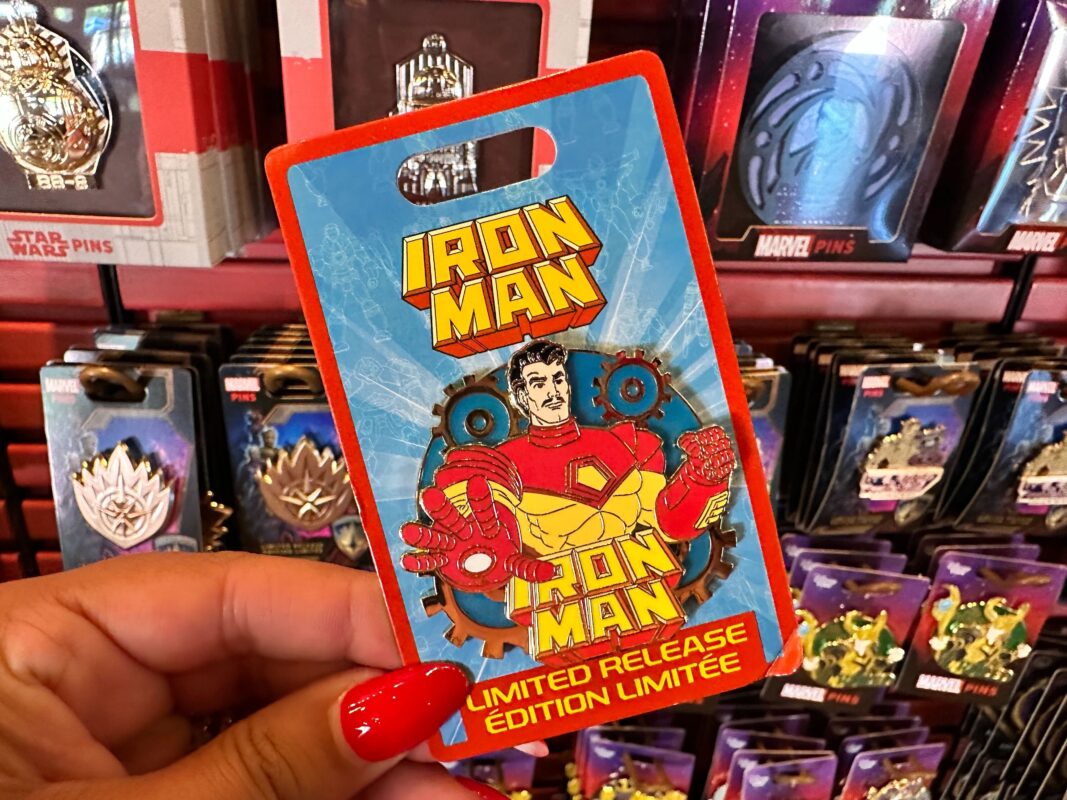 BB-8
STAR
WARS PINS
MARVEL PINS
MARVEL PINS
IRON
MAN
IRON
MAN
LIMITED RELEASE
ÉDITION LIMITÉE
MARVEL
MARVEL
PINS
MARVEL PINS
MARVEL PINS